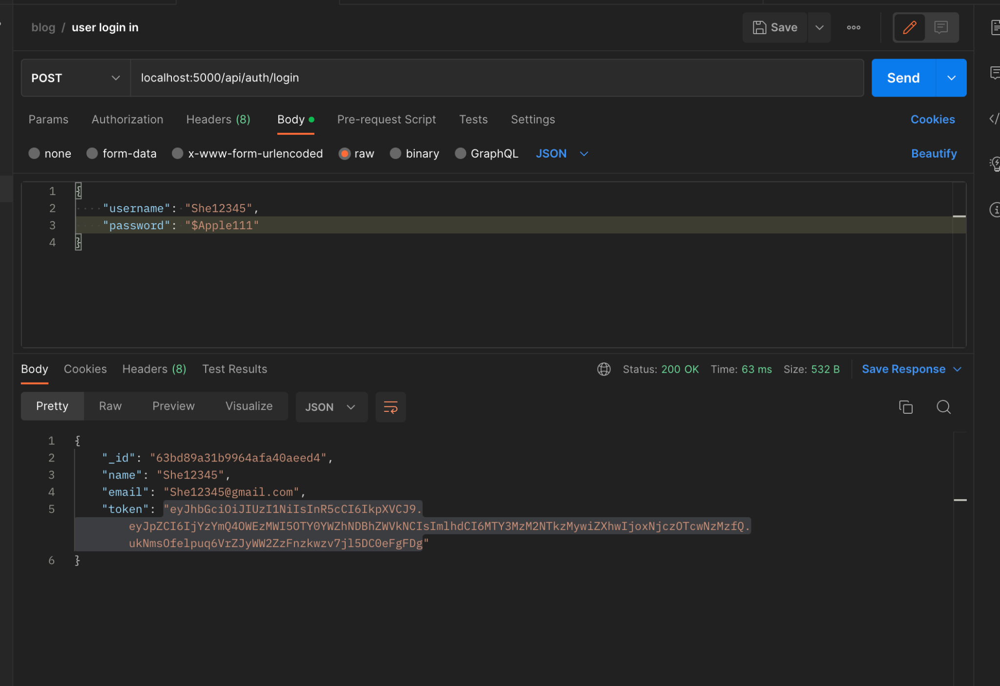 blog / user login in
Save
POST
localhost:5000/api/auth/login
Send
Params Authorization Headers (8) Body Pre-request Script Tests Settings Cookies
none form-data x-www-form-urlencoded raw binary GraphQL JSON Beautify
1 {
2 "username": "She12345",
3 "password": "$Apple111"
4 }
Body Cookies Headers (8) Test Results Status: 200 OK Time: 63 ms Size: 532 B Save Response
Pretty Raw Preview Visualize JSON
1 {
2 "_id": "63bd89a31b9964afa40aeed4",
3 "name": "She12345",
4 "email": "She12345@gmail.com",
5 "token": "eyJhbGciOiJIUzI1NiIsInR5cCI6IkpXVCJ9.
eyJpZCI6IjYzYmQ4OWEzMWI5OTY0YWZhNDBhZWVkNCIsImlhdCI6MTY3MzM2NTkzMywiZXhwIjoxNjczOTcwNzMzfQ.
ukNmsOfelpuq6VrZJyWW2ZzFnzkwzv7jl5DC0eFgFDg"
6 }